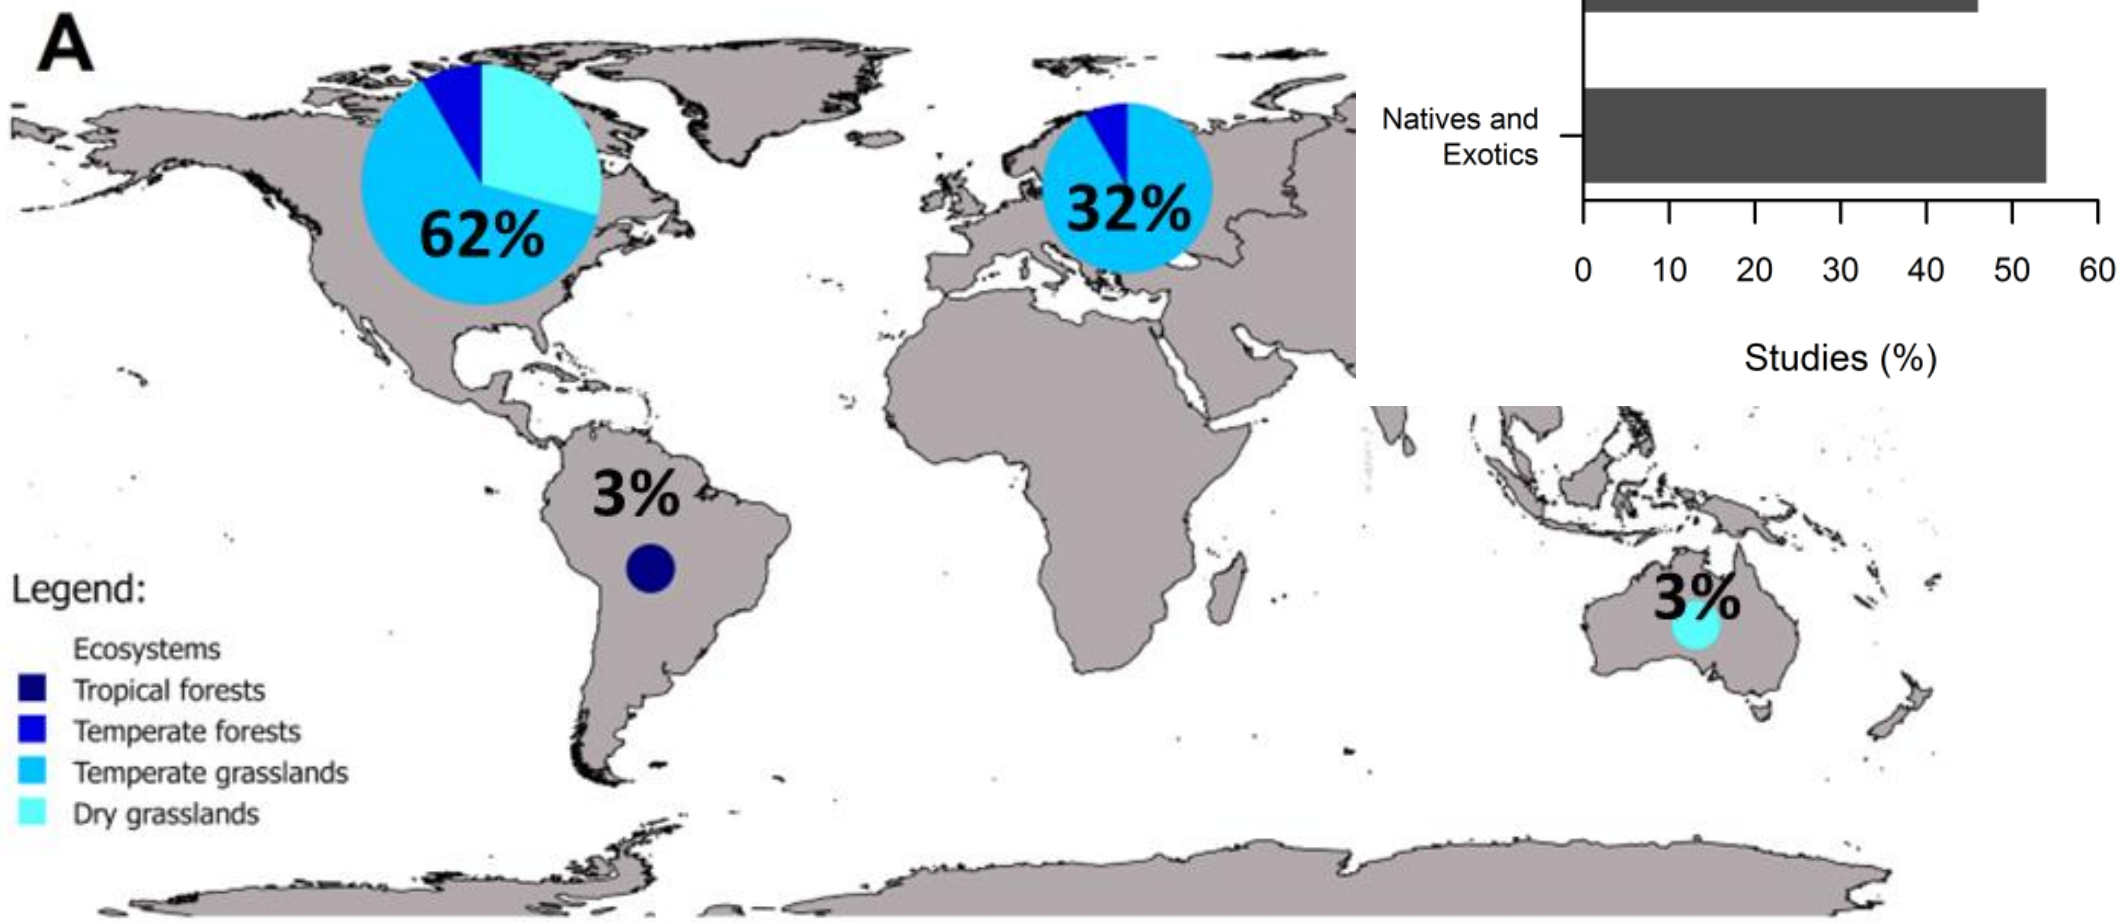 A
62%
32%
3%
3%
Legend:
Ecosystems
Tropical forests
Temperate forests
Temperate grasslands
Dry grasslands
Natives and
Exotics
0 10 20 30 40 50 60
Studies (%)